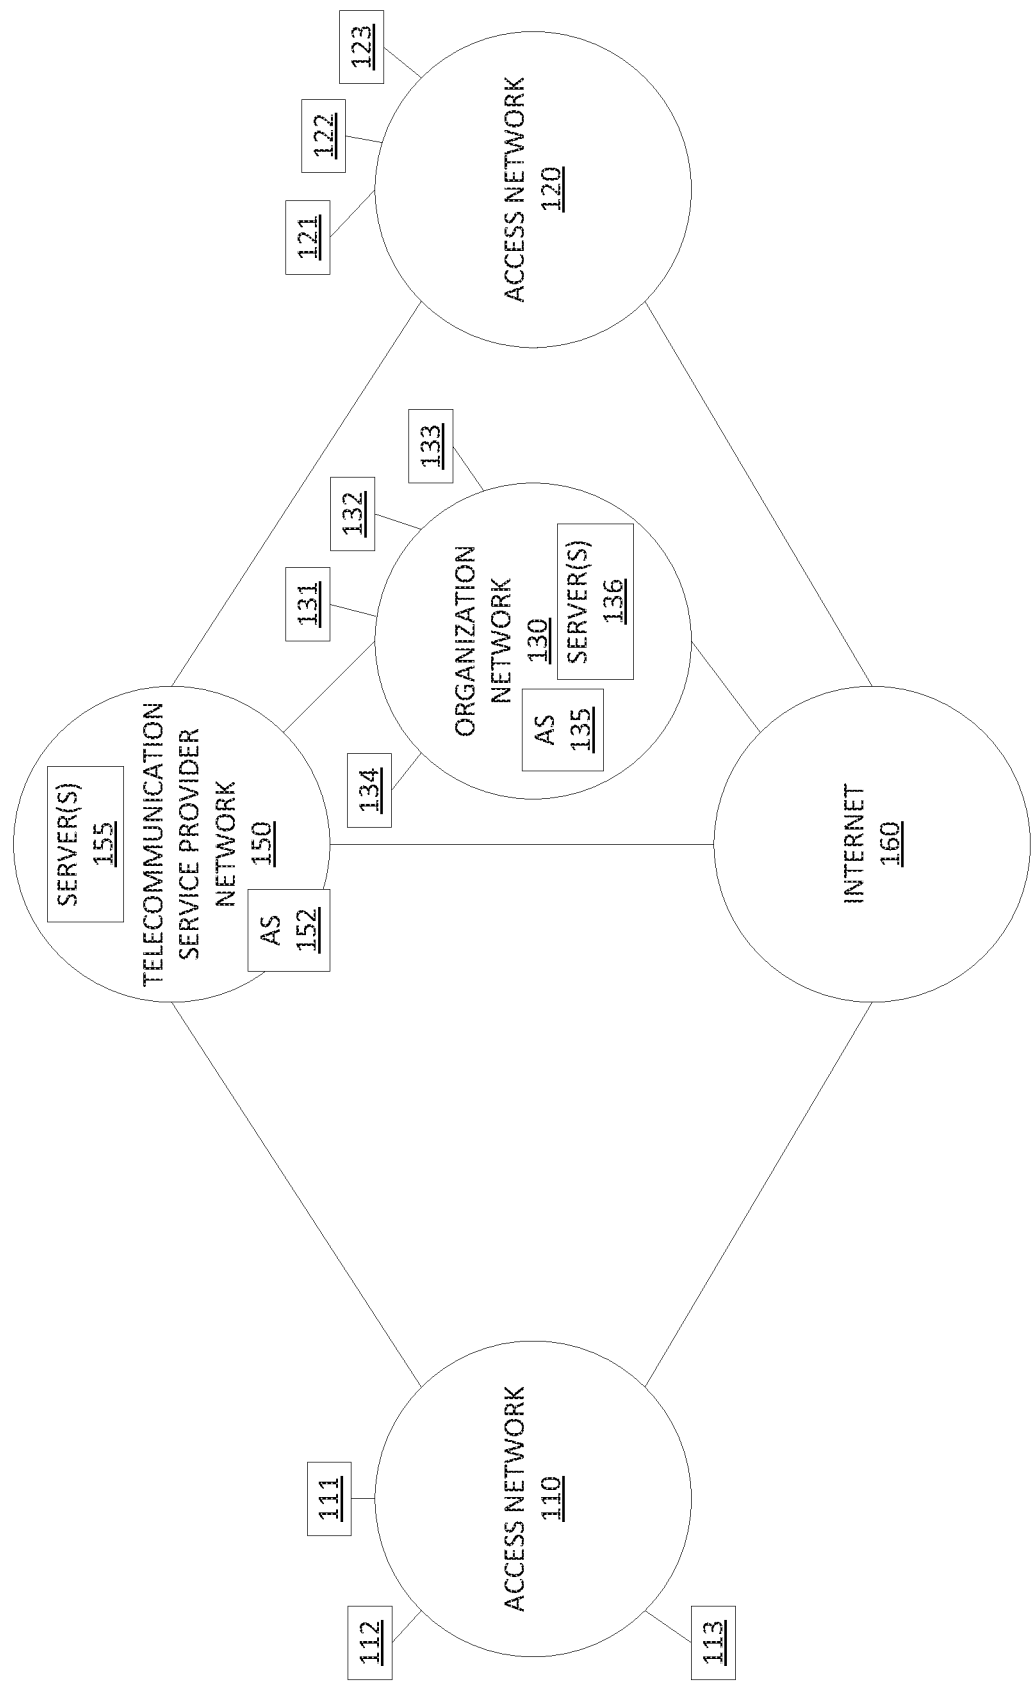 SERVER(S)
155
TELECOMMUNICATION
SERVICE PROVIDER
NETWORK
150
AS
152
112
111
113
ACCESS NETWORK
110
134
131
132
133
ORGANIZATION
NETWORK
130
AS
135
SERVER(S)
136
121
122
123
ACCESS NETWORK
120
INTERNET
160